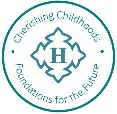 Cherishing Childhoods
H
Foundations for the Future